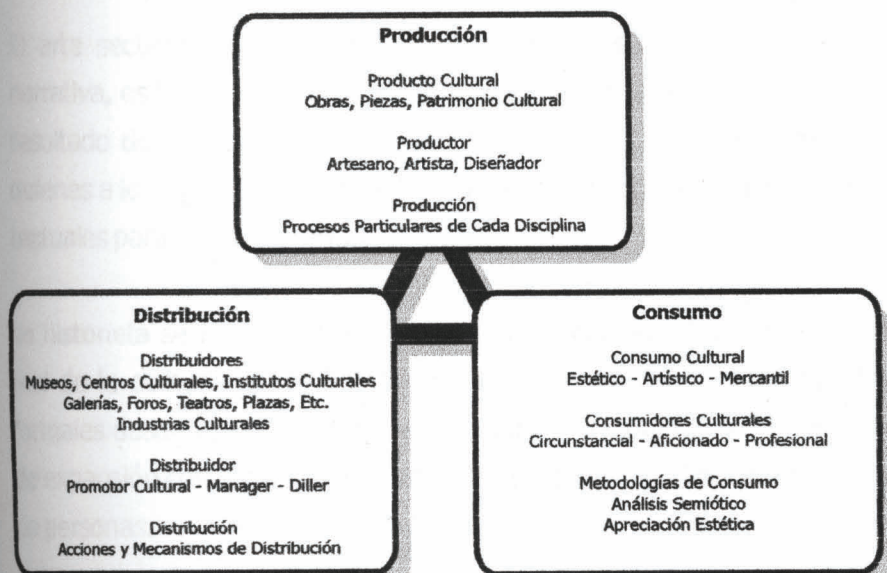 Producción
Producto Cultural
Obras, Piezas, Patrimonio Cultural
Productor
Artesano, Artista, Diseñador
Producción
Procesos Particulares de Cada Disciplina
Distribución
Distribuidores
Museos, Centros Culturales, Institutos Culturales
Galerías, Foros, Teatros, Plazas, Etc.
Industrias Culturales
Distribuidor
Promotor Cultural - Manager - Diller
Distribución
Acciones y Mecanismos de Distribución
Consumo
Consumo Cultural
Estético - Artístico - Mercantil
Consumidores Culturales
Circunstancial - Aficionado - Profesional
Metodologías de Consumo
Análisis Semiótico
Apreciación Estética